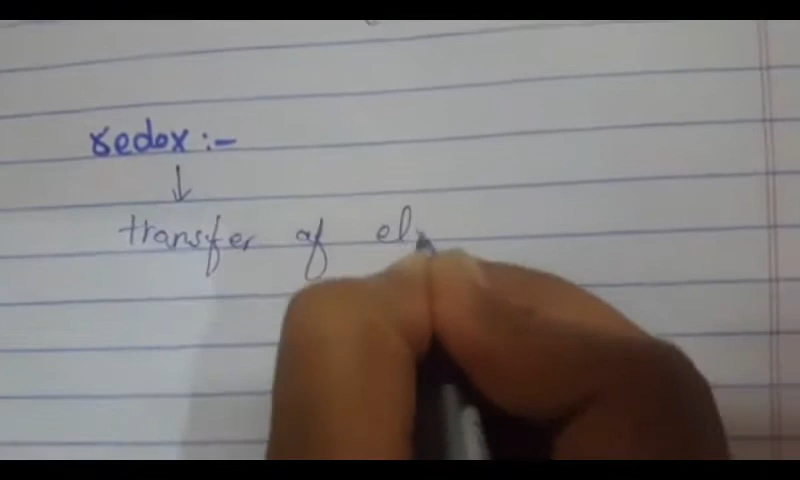 redox :-
↓
transfer of el